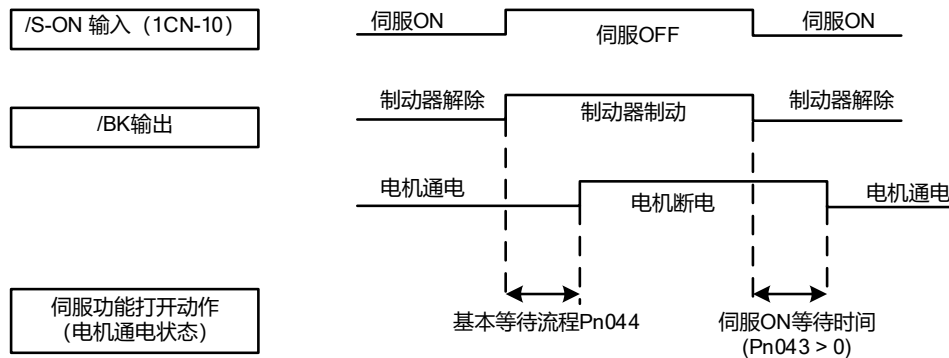 /S-ON 输入（1CN-10）
伺服ON
伺服OFF
伺服ON
/BK输出
制动器解除
制动器制动
制动器解除
电机通电
电机断电
电机通电
伺服功能打开动作
(电机通电状态)
基本等待流程Pn044
伺服ON等待时间
(Pn043 > 0)